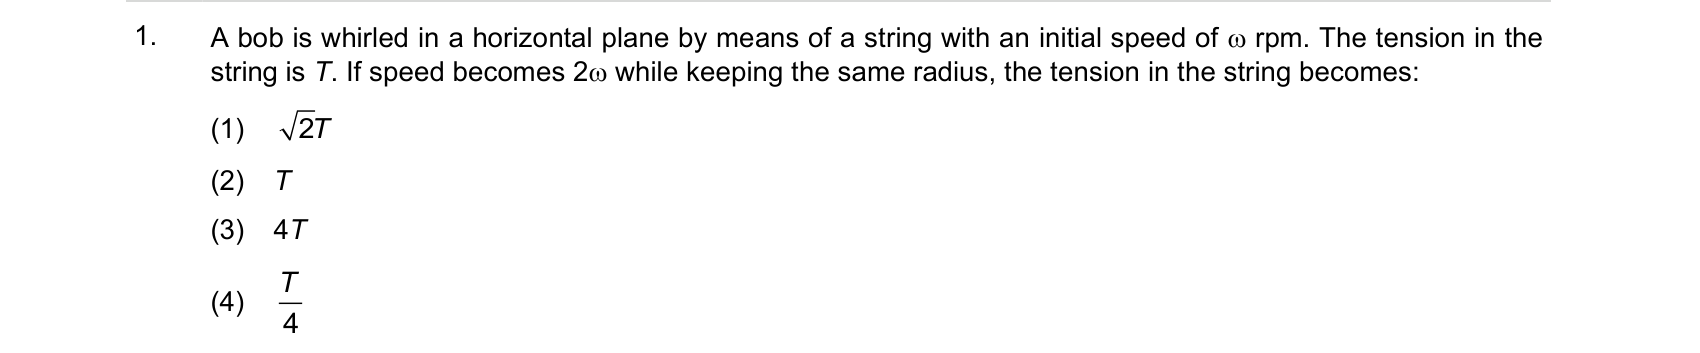 1. A bob is whirled in a horizontal plane by means of a string with an initial speed of ω rpm. The tension in the
string is T. If speed becomes 2ω while keeping the same radius, the tension in the string becomes:
(1) √2T
(2) T
(3) 4T
(4) T/4